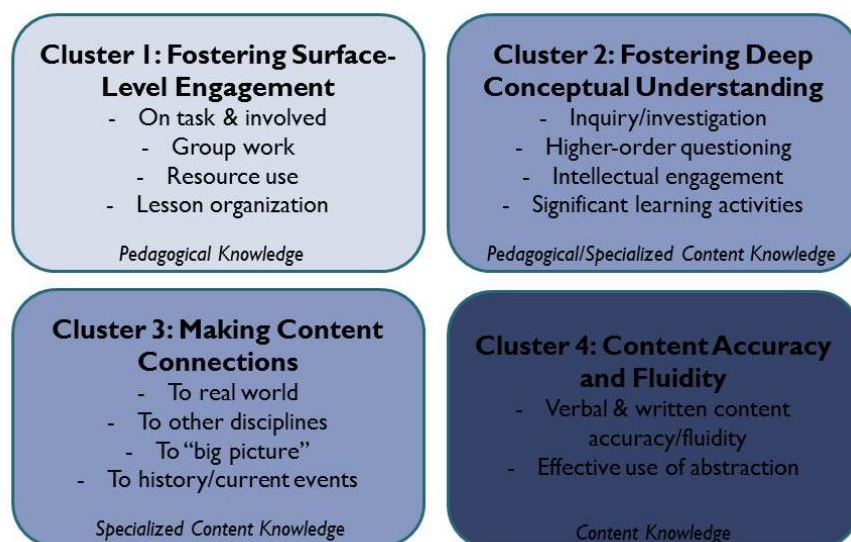 Cluster 1: Fostering Surface-
Level Engagement
- On task & involved
- Group work
- Resource use
- Lesson organization
Pedagogical Knowledge
Cluster 2: Fostering Deep
Conceptual Understanding
- Inquiry/investigation
- Higher-order questioning
- Intellectual engagement
- Significant learning activities
Pedagogical/Specialized Content Knowledge
Cluster 3: Making Content
Connections
- To real world
- To other disciplines
- To “big picture”
- To history/current events
Specialized Content Knowledge
Cluster 4: Content Accuracy
and Fluidity
- Verbal & written content
accuracy/fluidity
- Effective use of abstraction
Content Knowledge